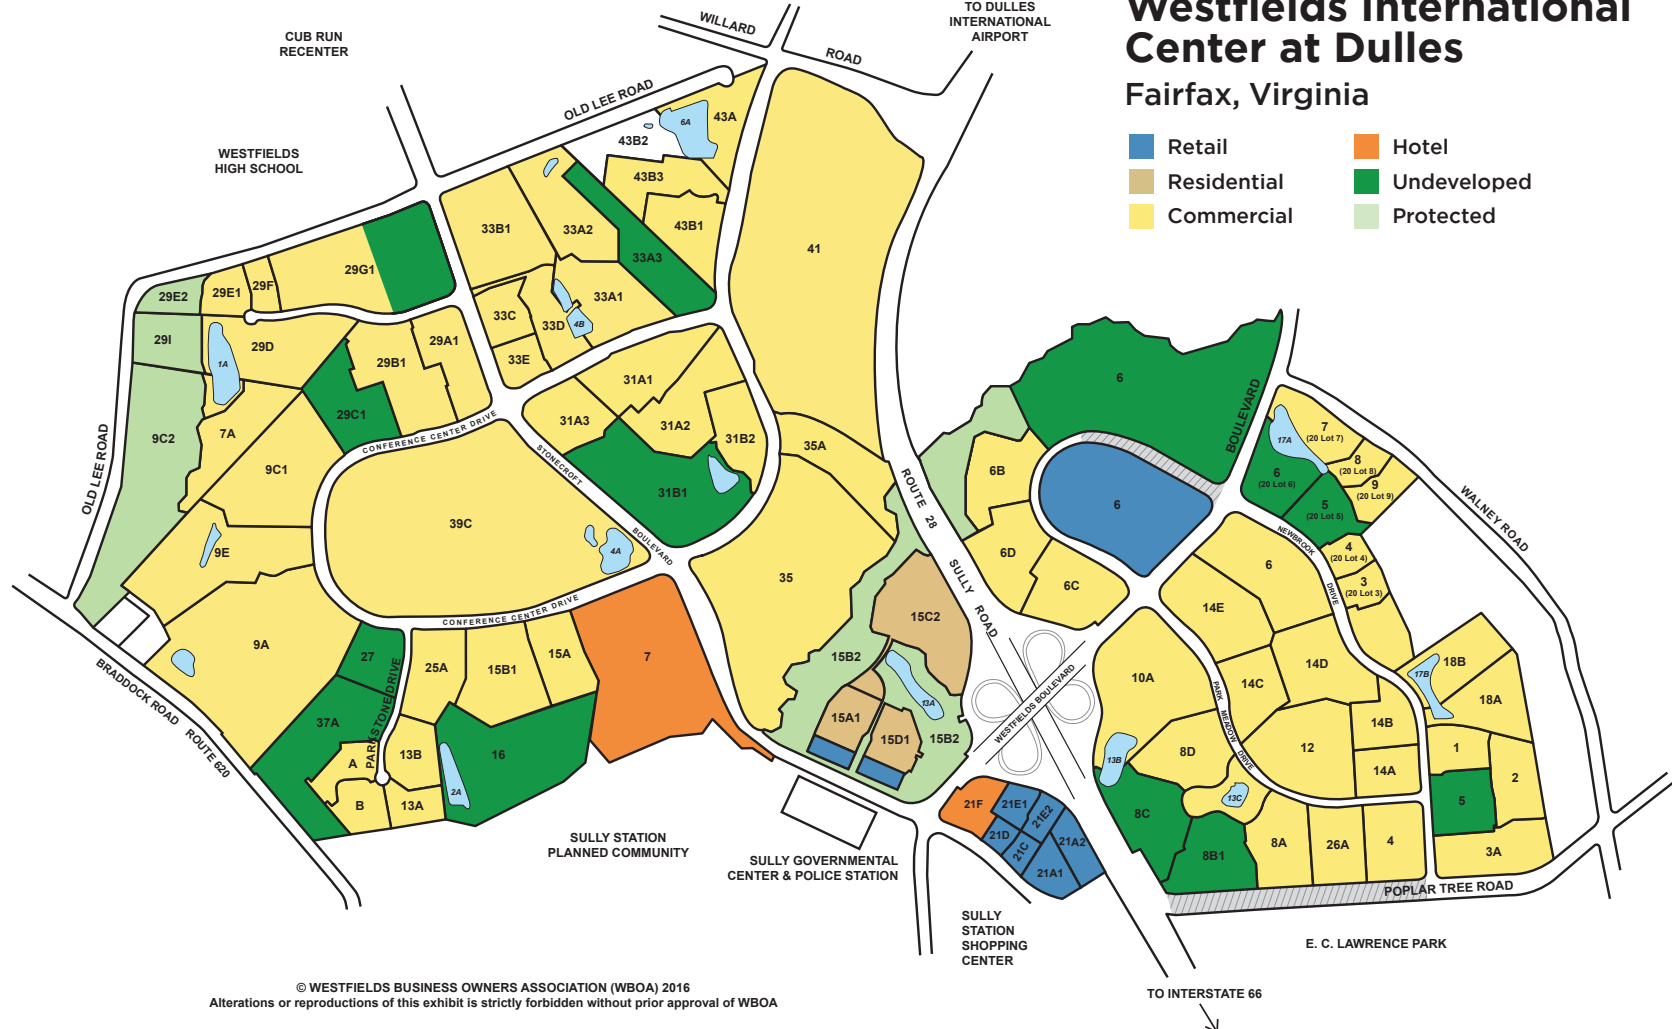 Westfields International
Center at Dulles
Fairfax, Virginia
Retail
Residential
Commercial
Hotel
Undeveloped
Protected
CUB RUN
RECENTER
WESTFIELDS
HIGH SCHOOL
WILLARD
ROAD
TO DULLES
INTERNATIONAL
AIRPORT
OLD LEE ROAD
6A
43A
43B2
43B3
43B1
33B1
33A2
33A3
33A1
33C
33D
4B
33E
41
29G1
29E2
29E1
29F
29I
29D
1A
29B1
29A1
29C1
9C2
7A
9C1
OLD LEE ROAD
CONFERENCE CENTER DRIVE
STONECROFT
BOULEVARD
31A1
31A3
31A2
31B2
31B1
35A
39C
4A
9E
35
CONFERENCE CENTER DRIVE
9A
27
25A
15B1
15A
7
37A
PARKSTONE DRIVE
A
B
13B
13A
16
2A
BRADDOCK ROAD
ROUTE 620
ROUTE 28
SULLY ROAD
15C2
15B2
13A
15A1
15D1
15B2
WESTFIELDS BOULEVARD
6
BOULEVARD
6B
6
6D
6C
17A
7
(20 Lot 7)
8
(20 Lot 8)
9
(20 Lot 9)
6
(20 Lot 6)
5
(20 Lot 5)
4
(20 Lot 4)
3
(20 Lot 3)
NEWBROOK
DRIVE
WALNEY ROAD
6
14E
14D
14C
10A
PARK
MEADOW
DRIVE
17B
18B
18A
14B
14A
12
8D
13B
13C
8C
8B1
8A
26A
4
1
2
5
3A
POPLAR TREE ROAD
21F
21E1
21E2
21D
21C
21A2
21A1
SULLY STATION
PLANNED COMMUNITY
SULLY GOVERNMENTAL
CENTER & POLICE STATION
SULLY
STATION
SHOPPING
CENTER
E. C. LAWRENCE PARK
TO INTERSTATE 66
© WESTFIELDS BUSINESS OWNERS ASSOCIATION (WBOA) 2016
Alterations or reproductions of this exhibit is strictly forbidden without prior approval of WBOA